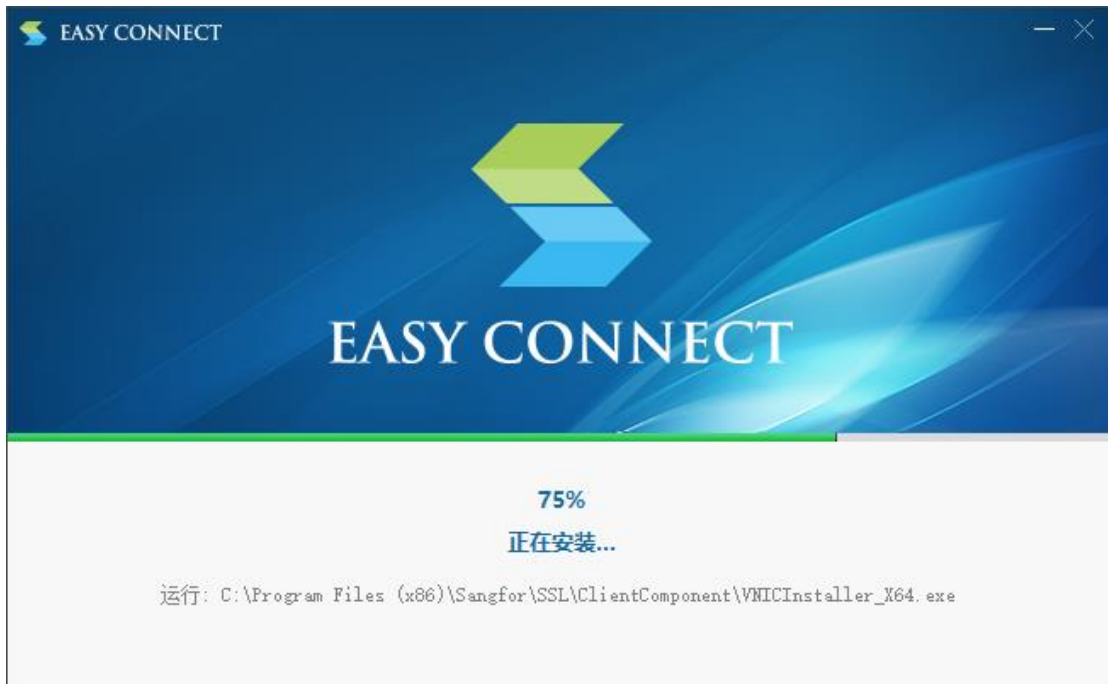 EASY CONNECT
EASY CONNECT
75%
正在安装...
运行: C:\Program Files (x86)\Sangfor\SSL\ClientComponent\VNICInstaller_X64.exe